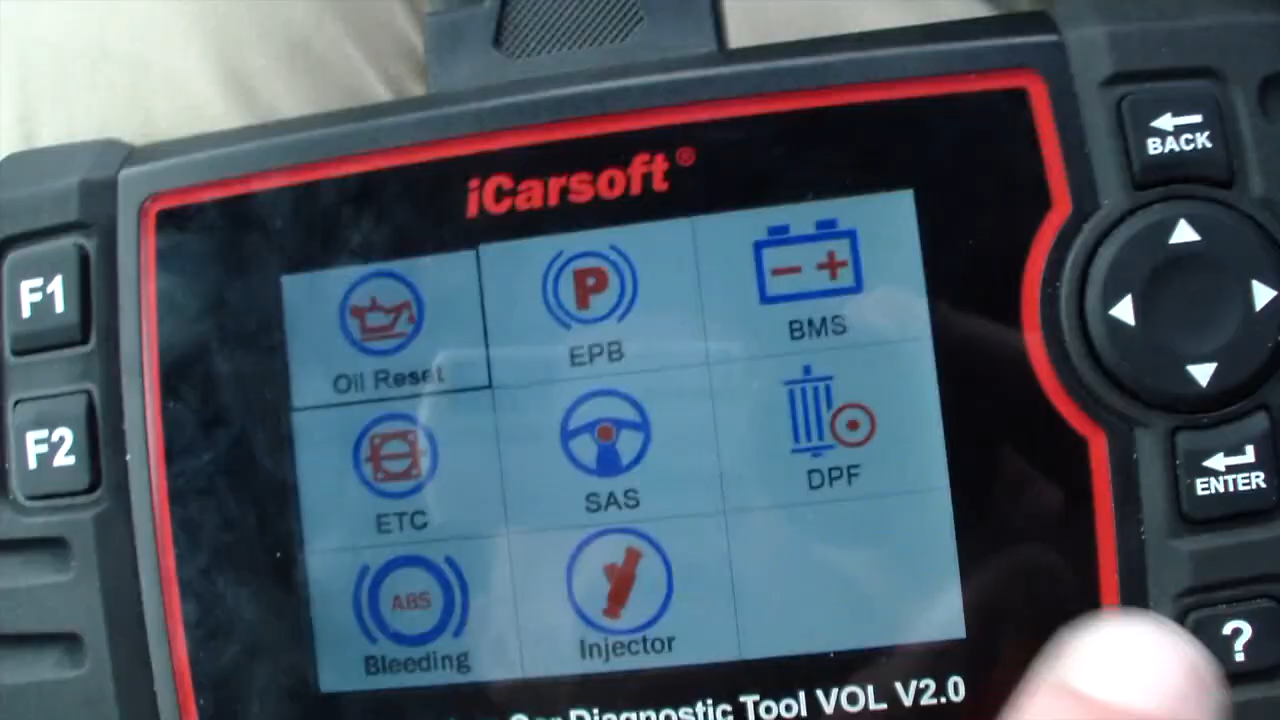 BACK
iCarsoft®
F1
P
- +
Oil Reset
EPB
BMS
F2
ENTER
ETC
SAS
DPF
ABS
Bleeding
Injector
?
Diagnostic Tool VOL V2.0